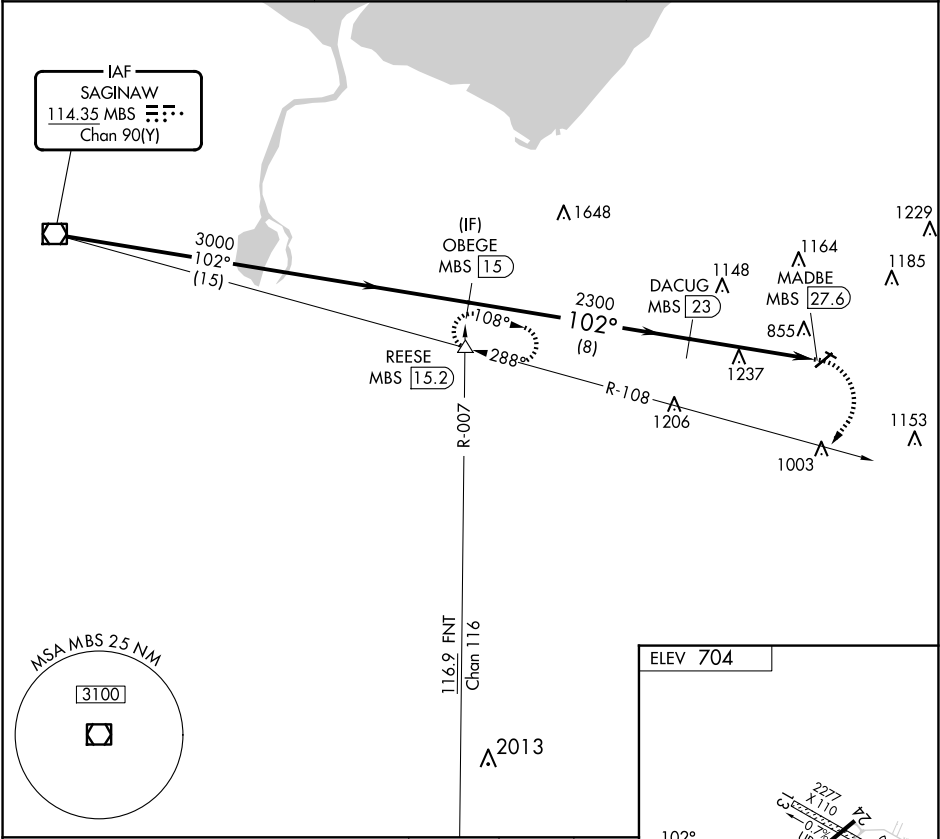 IAF
SAGINAW
114.35 MBS
Chan 90(Y)
3000
102°
(15)
(IF)
OBEGE
MBS 15
1648
1229
1164
1185
1148
DACUG
MBS 23
MADBE
MBS 27.6
2300
102°
(8)
855
108°
288°
REESE
MBS 15.2
1237
R-108
1206
1153
1003
R-007
116.9 FNT
Chan 116
MSA MBS 25 NM
3100
2013
ELEV 704
2277
X 110
13
24
0.7%
UP
102°